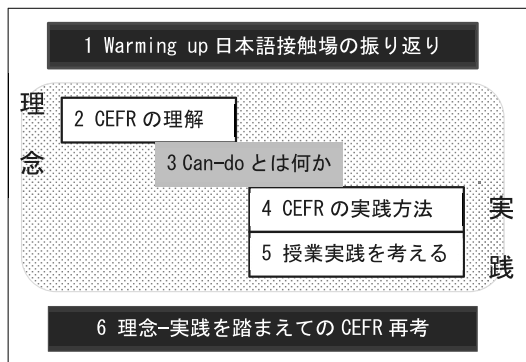 1 Warming up 日本語接触場の振り返り
理念
2 CEFR の理解
3 Can-do とは何か
4 CEFR の実践方法
5 授業実践を考える
実践
6 理念-実践を踏まえての CEFR 再考